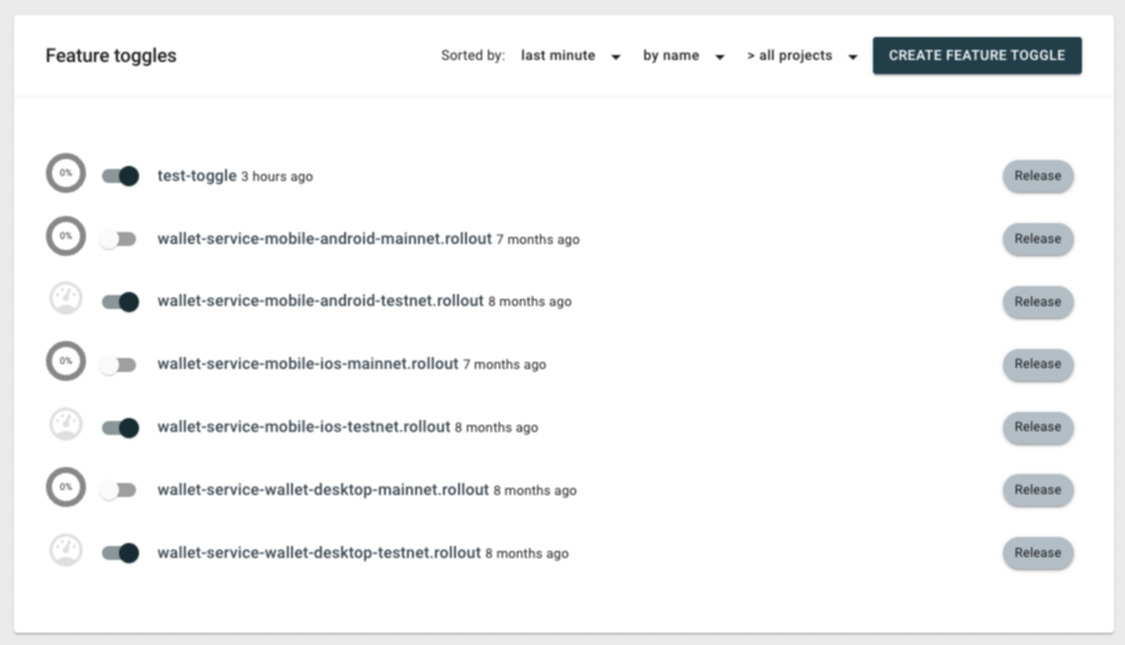 Feature toggles Sorted by: last minute by name > all projects CREATE FEATURE TOGGLE
0% test-toggle 3 hours ago Release
0% wallet-service-mobile-android-mainnet.rollout 7 months ago Release
wallet-service-mobile-android-testnet.rollout 8 months ago Release
0% wallet-service-mobile-ios-mainnet.rollout 7 months ago Release
wallet-service-mobile-ios-testnet.rollout 8 months ago Release
0% wallet-service-wallet-desktop-mainnet.rollout 8 months ago Release
wallet-service-wallet-desktop-testnet.rollout 8 months ago Release